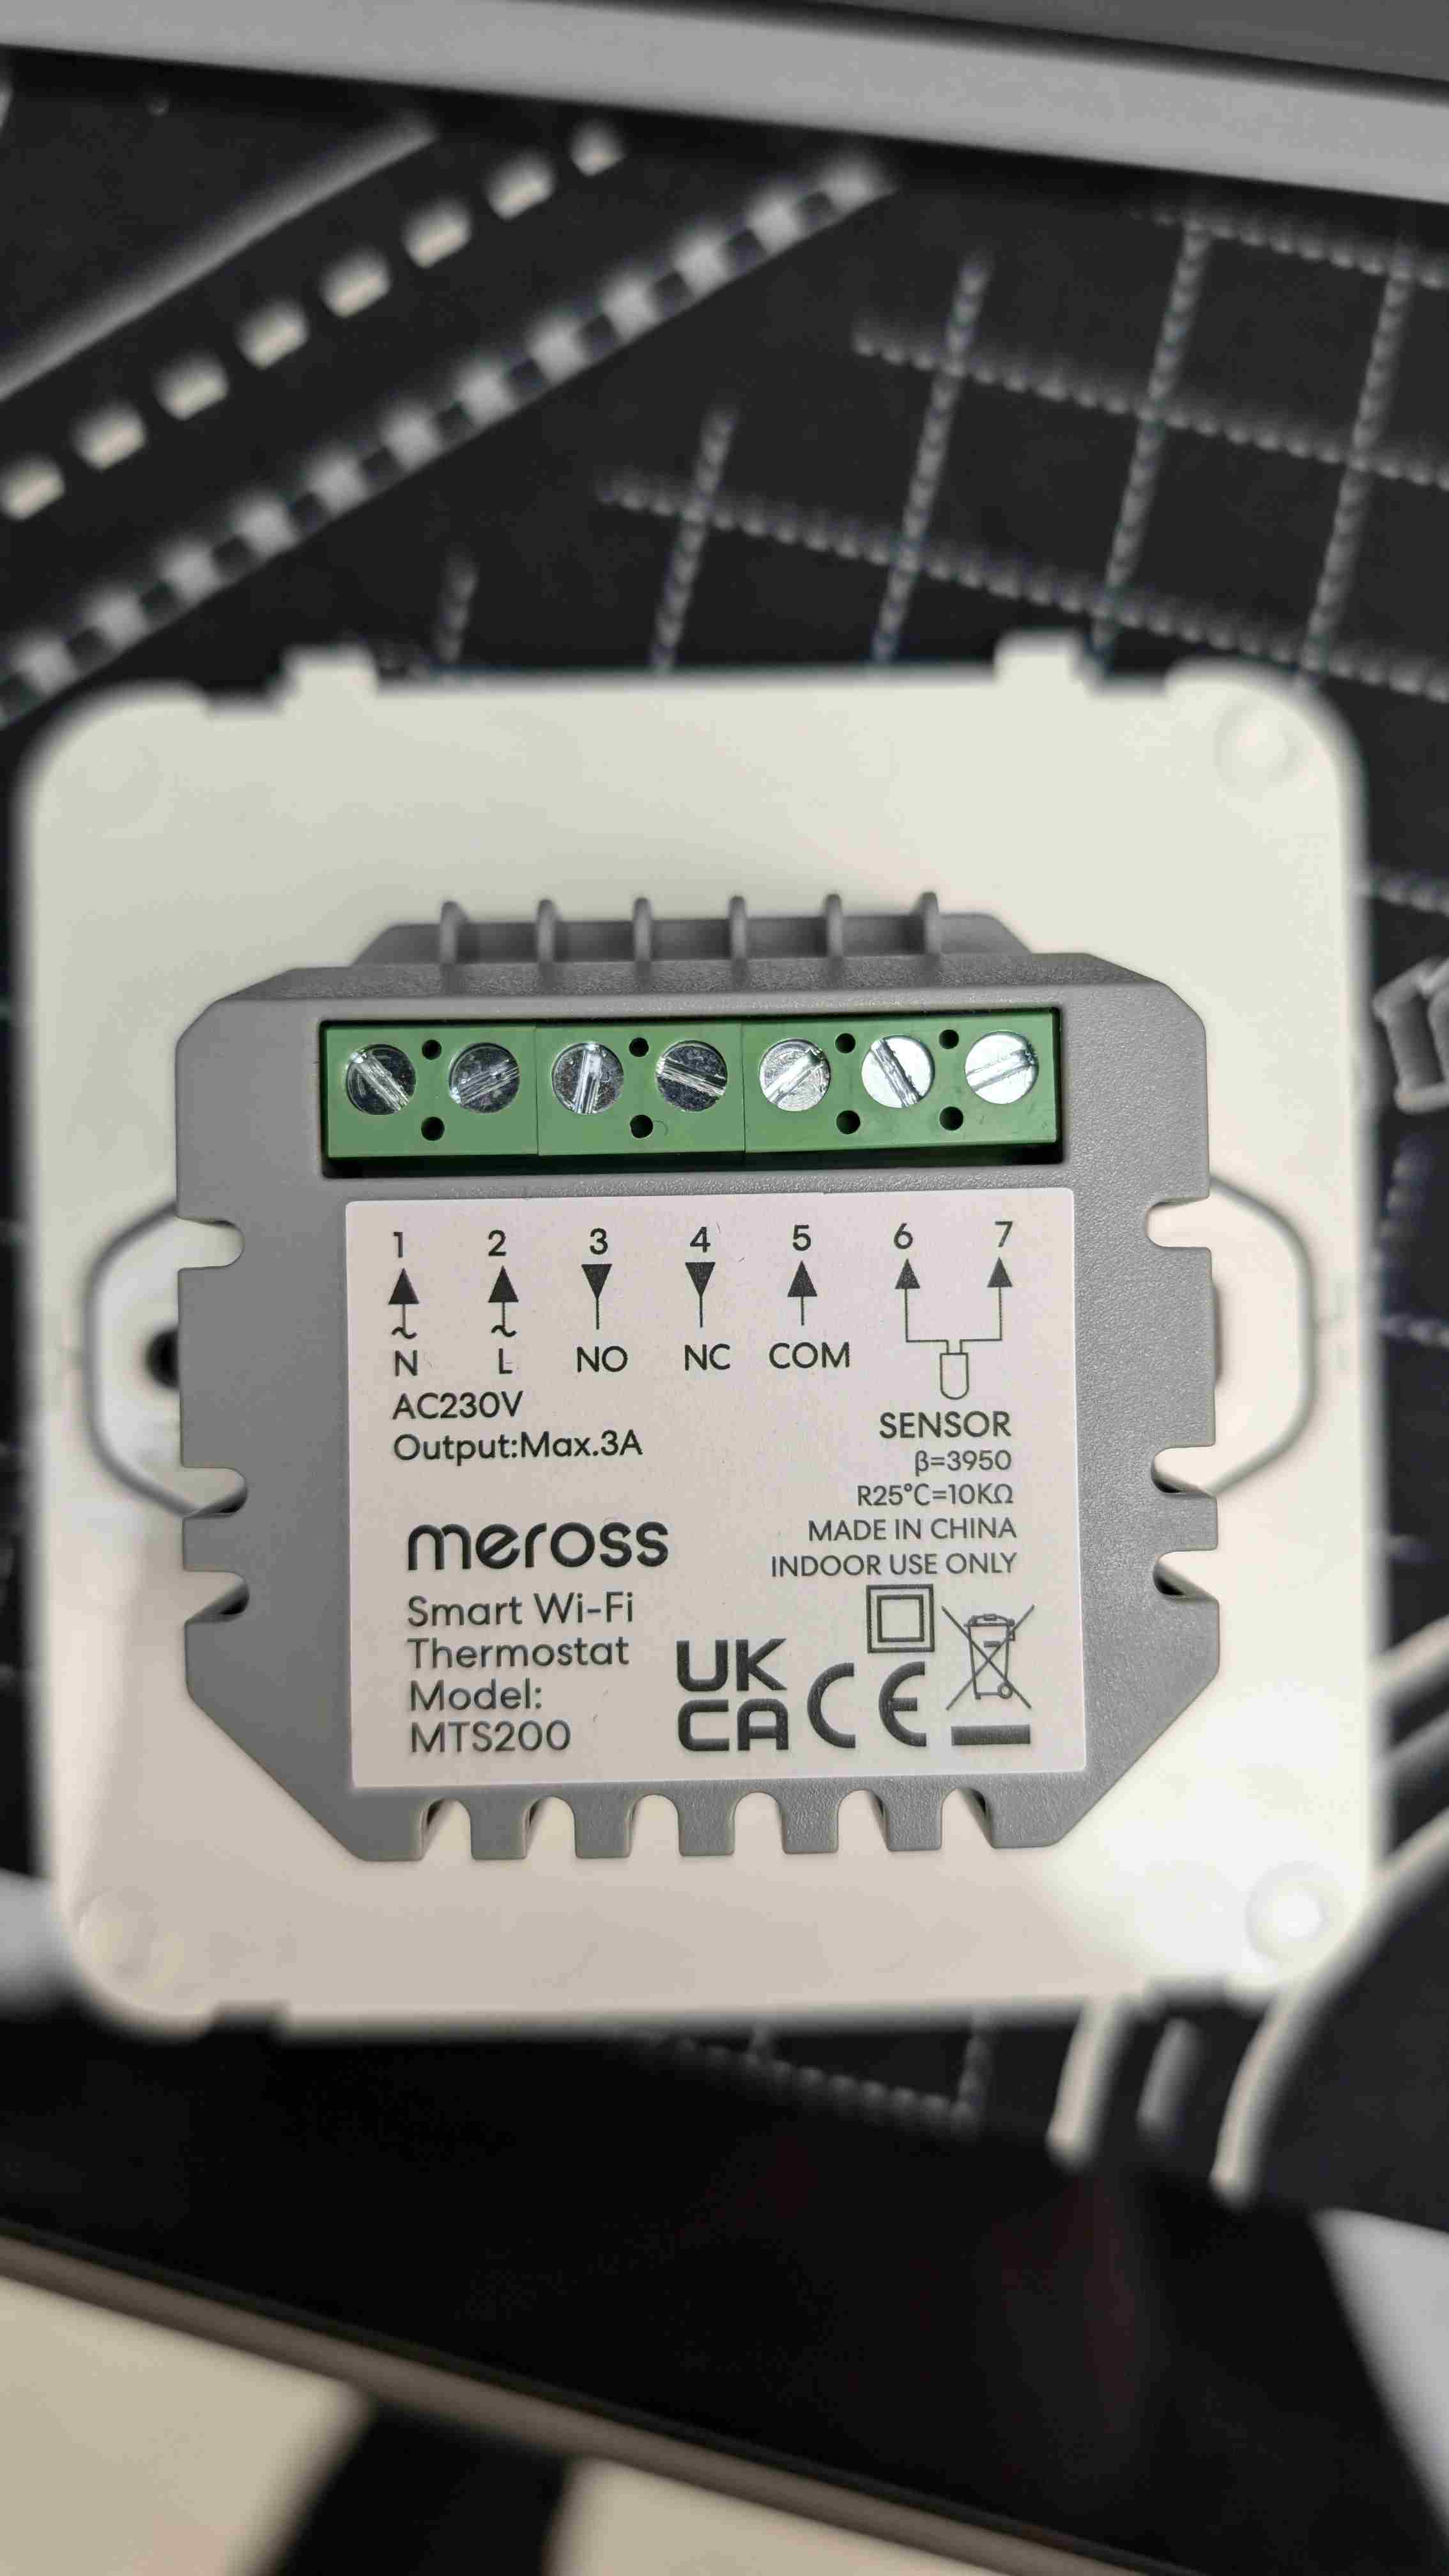 1 2 3 4 5 6 7
~ ~
N L NO NC COM
AC230V
Output:Max.3A
SENSOR
β=3950
R25°C=10KΩ
MADE IN CHINA
INDOOR USE ONLY
meross
Smart Wi-Fi
Thermostat
Model:
MTS200
UK
CA CE